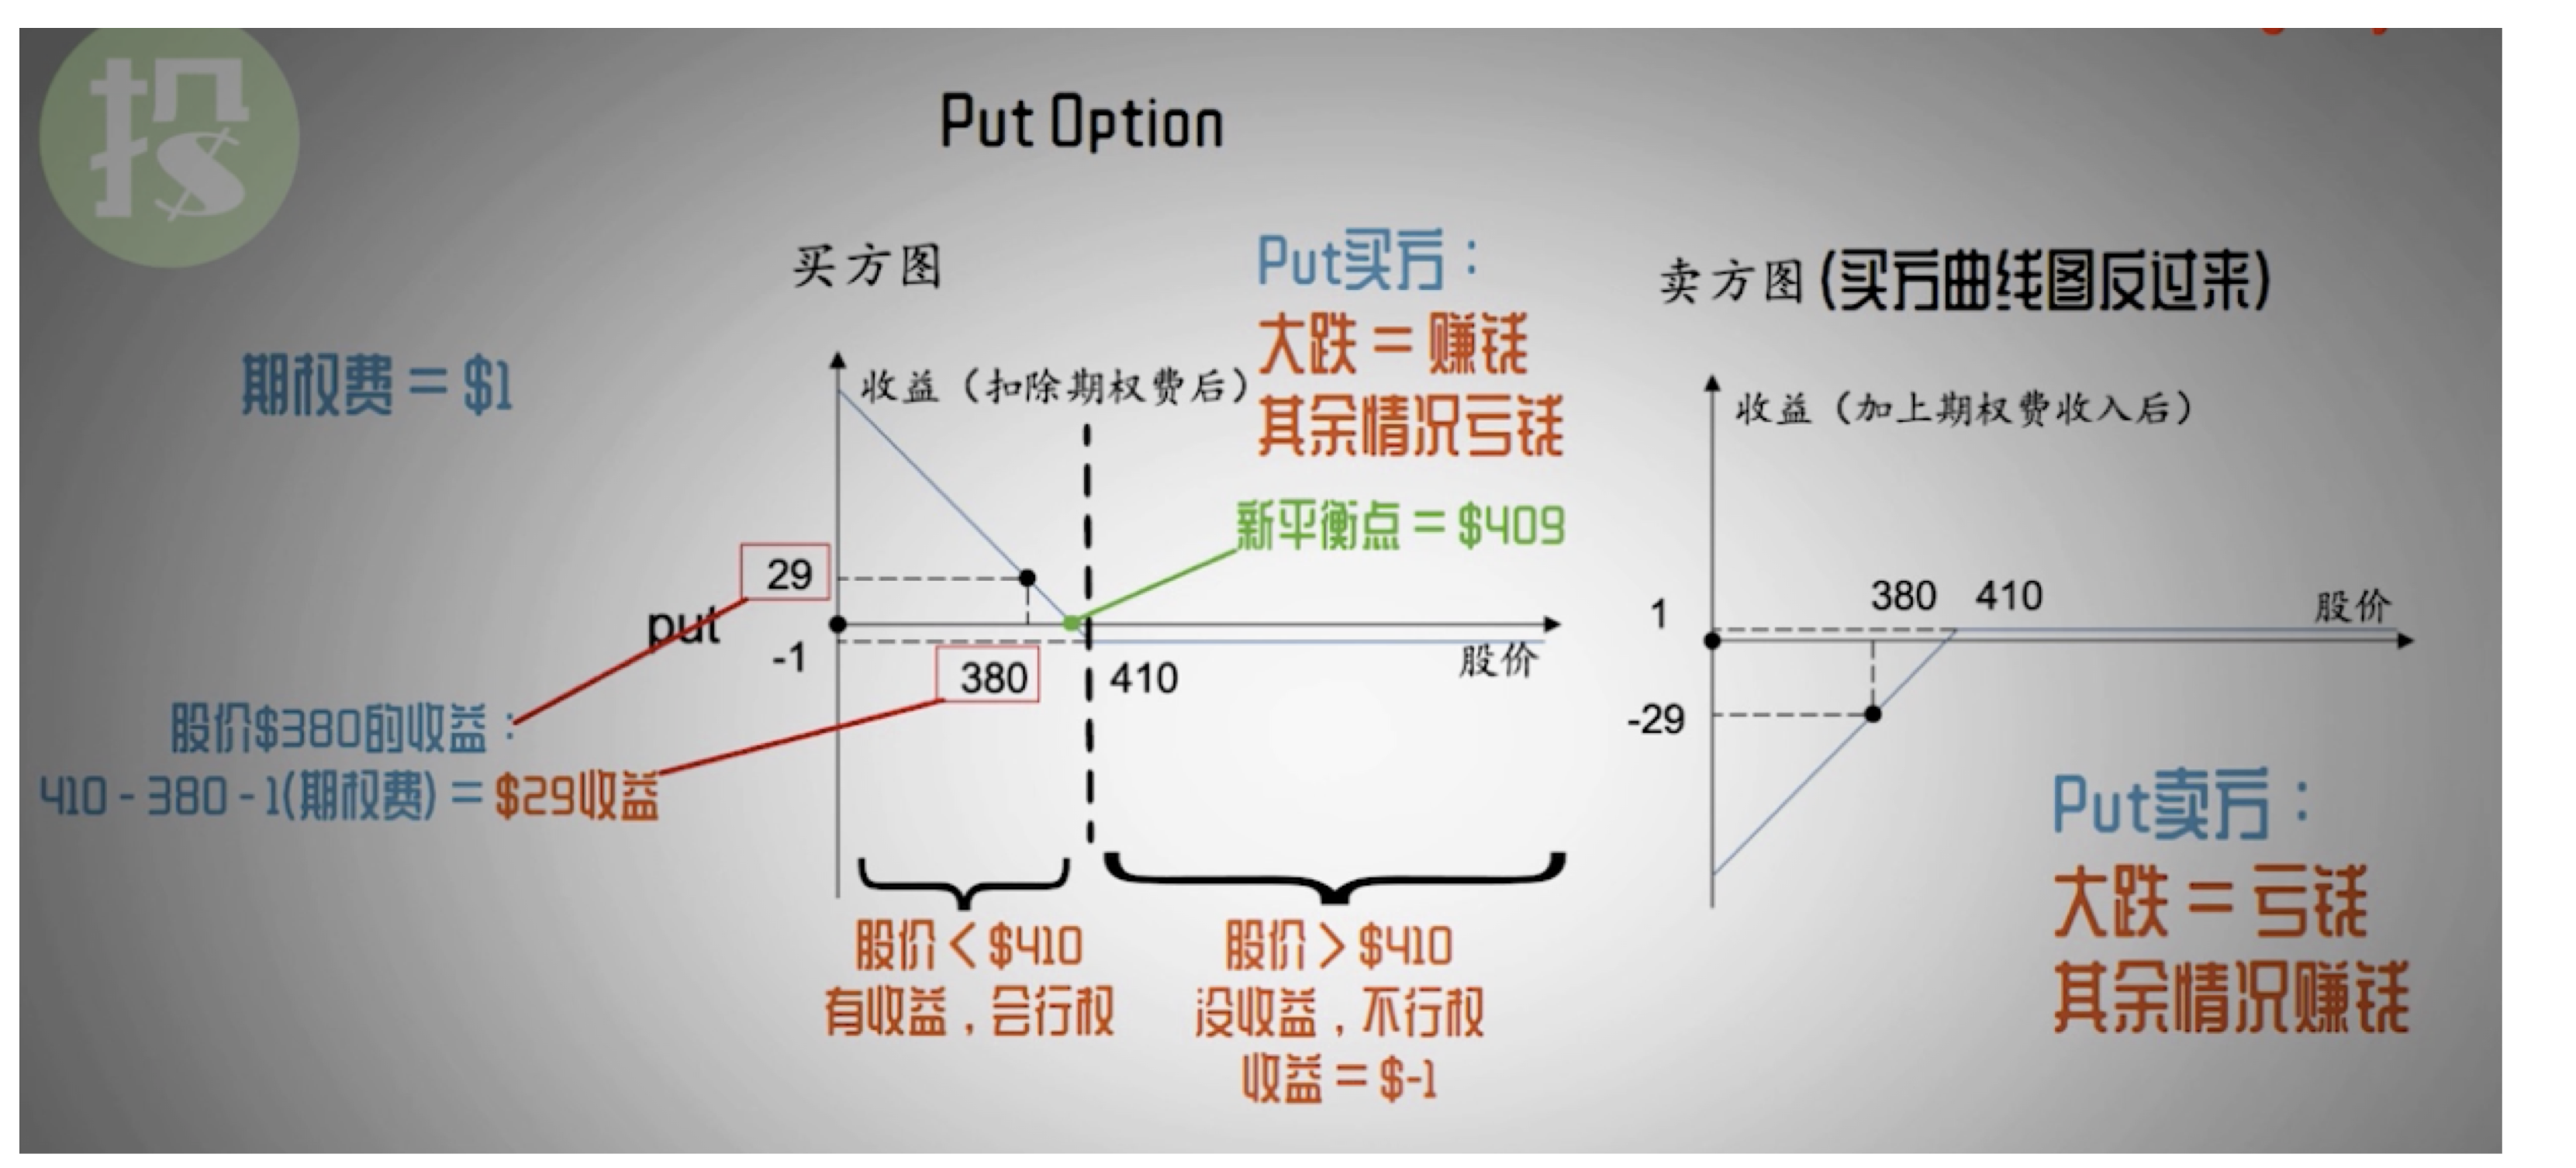 投
Put Option
买方图
Put买方：
大跌 = 赚钱
其余情况亏钱
卖方图 (买方曲线图反过来)
期权费 = $1
收益（扣除期权费后）
收益（加上期权费收入后）
新平衡点 = $409
29
put
-1
380
410
股价
1
380
410
股价
-29
股价$380的收益：
410 - 380 - 1(期权费) = $29收益
Put卖方：
大跌 = 亏钱
其余情况赚钱
股价 < $410
有收益，会行权
股价 > $410
没收益，不行权
收益 = $-1